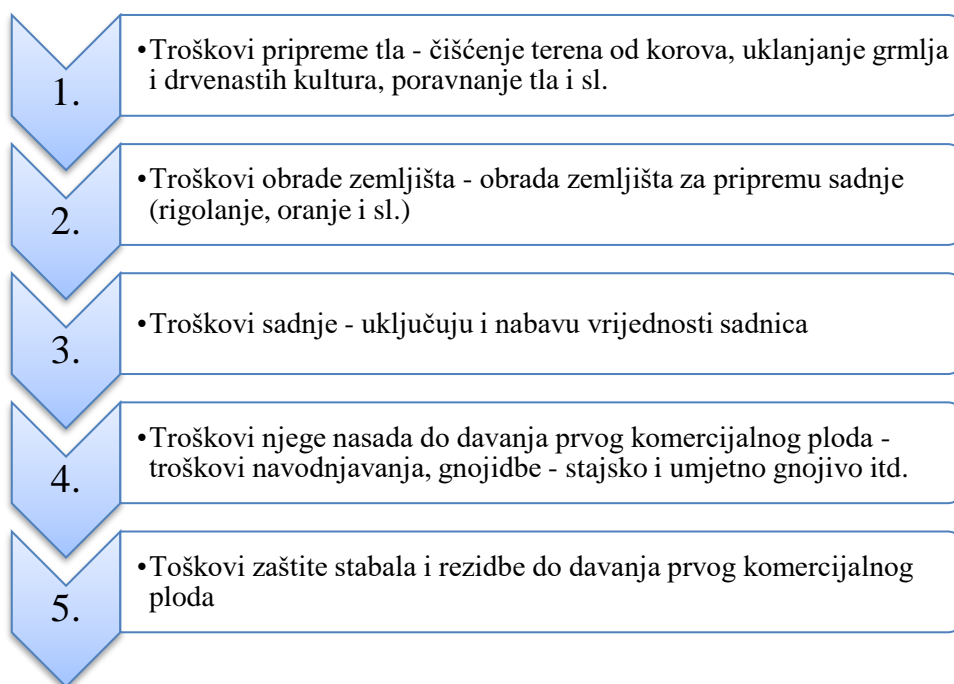 1.
•Troškovi pripreme tla - čišćenje terena od korova, uklanjanje grmlja
i drvenastih kultura, poravnanje tla i sl.
2.
•Troškovi obrade zemljišta - obrada zemljišta za pripremu sadnje
(rigolanje, oranje i sl.)
3.
•Troškovi sadnje - uključuju i nabavu vrijednosti sadnica
4.
•Troškovi njege nasada do davanja prvog komercijalnog ploda -
troškovi navodnjavanja, gnojidbe - stajsko i umjetno gnojivo itd.
5.
•Toškovi zaštite stabala i rezidbe do davanja prvog komercijalnog
ploda